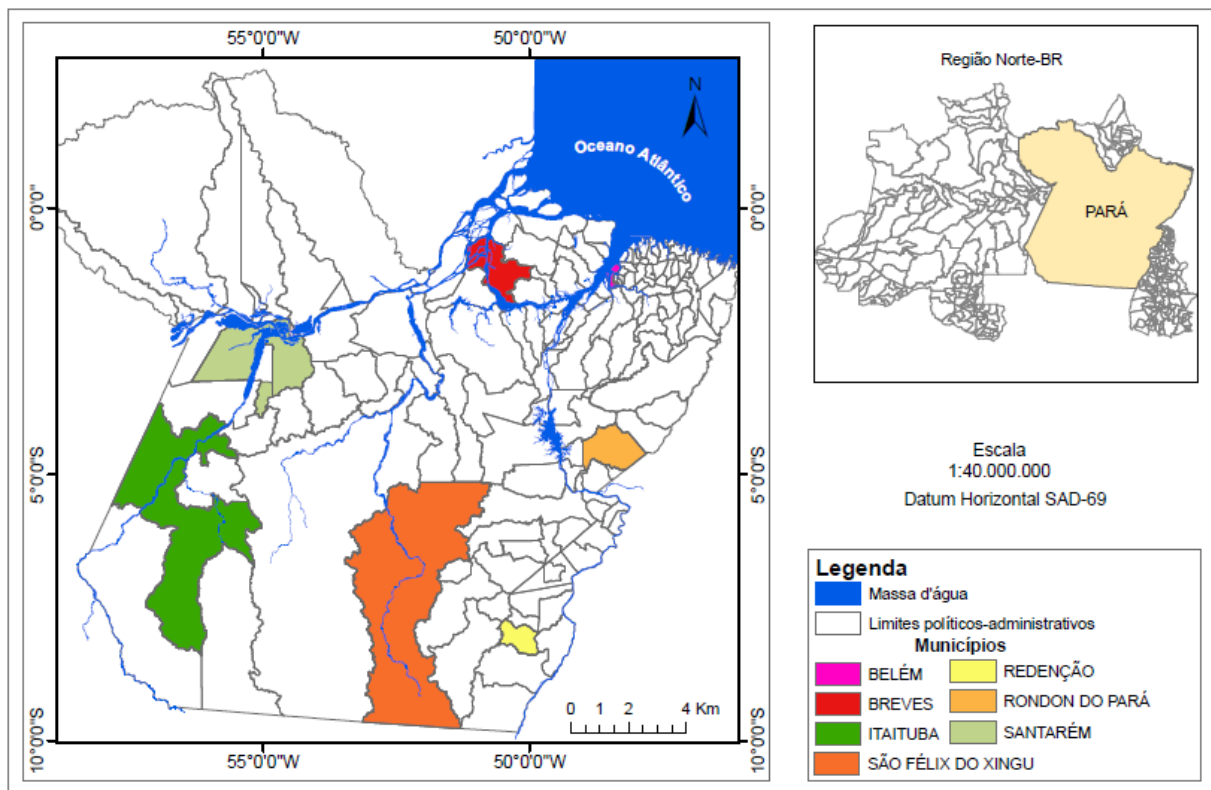 55°0'0"W
50°0'0"W
N
Oceano Atlântico
0°0'0"
0°0'0"
5°0'0"S
5°0'0"S
10°0'0"S
10°0'0"S
0 1 2 4 Km
55°0'0"W
50°0'0"W
Região Norte-BR
PARÁ
Escala
1:40.000.000
Datum Horizontal SAD-69
Legenda
Massa d'água
Limites políticos-administrativos
Municípios
BELÉM
REDENÇÃO
BREVES
RONDON DO PARÁ
ITAITUBA
SANTARÉM
SÃO FÉLIX DO XINGU